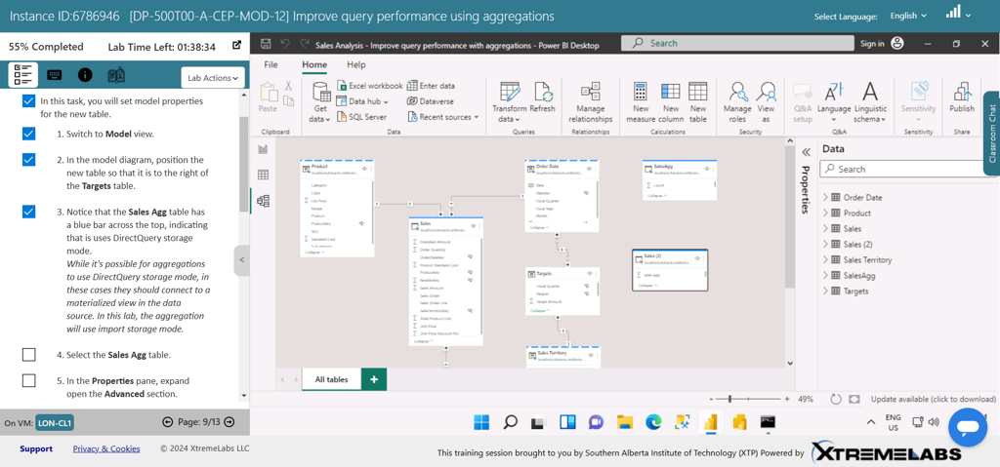 Instance ID:6786946 [DP-500T00-A-CEP-MOD-12] Improve query performance using aggregations
Select Language: English
55% Completed
Lab Time Left: 01:38:34
Lab Actions
In this task, you will set model properties
for the new table.
1. Switch to Model view.
2. In the model diagram, position the
new table so that it is to the right of
the Targets table.
3. Notice that the Sales Agg table has
a blue bar across the top, indicating
that is uses DirectQuery storage
mode.
While it's possible for aggregations
to use DirectQuery storage mode, in
these cases they should connect to a
materialized view in the data
source. In this lab, the aggregation
will use import storage mode.
4. Select the Sales Agg table.
5. In the Properties pane, expand
open the Advanced section.
On VM: LON-CL1
Page: 9/13
Sales Analysis - Improve query performance with aggregations - Power BI Desktop
Search
Sign in
File Home Help
Paste
Clipboard
Get
data
Excel workbook
Data hub
SQL Server
Enter data
Dataverse
Recent sources
Data
Transform
data
Refresh
Queries
Manage
relationships
Relationships
New
measure
New
column
New
table
Calculations
Manage
roles
View
as
Security
Q&A
setup
Language
Linguistic
schema
Q&A
Sensitivity
Sensitivity
Publish
Share
Classroom Chat
Product
Category
Color
List Price
Model
Product
ProductKey
SKU
Standard Cost
Collapse
Sales
Extended Amount
Order Quantity
OrderDateKey
Product Standard Cost
ProductKey
ResellerKey
Sales Amount
Sales Order
Sales Order Line
SalesTerritoryKey
Total Product Cost
Unit Price
Unit Price Discount Pct
Collapse
Order Date
Date
DateKey
Fiscal Quarter
Fiscal Year
Month
Collapse
Targets
Fiscal Quarter
Region
Target Amount
Collapse
Sales Territory
SalesAgg
Collapse
Sales (2)
sales agg
Collapse
Properties
Data
Search
Order Date
Product
Sales
Sales (2)
Sales Territory
SalesAgg
Targets
All tables
49%
Update available (click to download)
ENG
US
Support
Privacy & Cookies
© 2024 XtremeLabs LLC
This training session brought to you by Southern Alberta Institute of Technology (XTP) Powered by
XTREMELABS